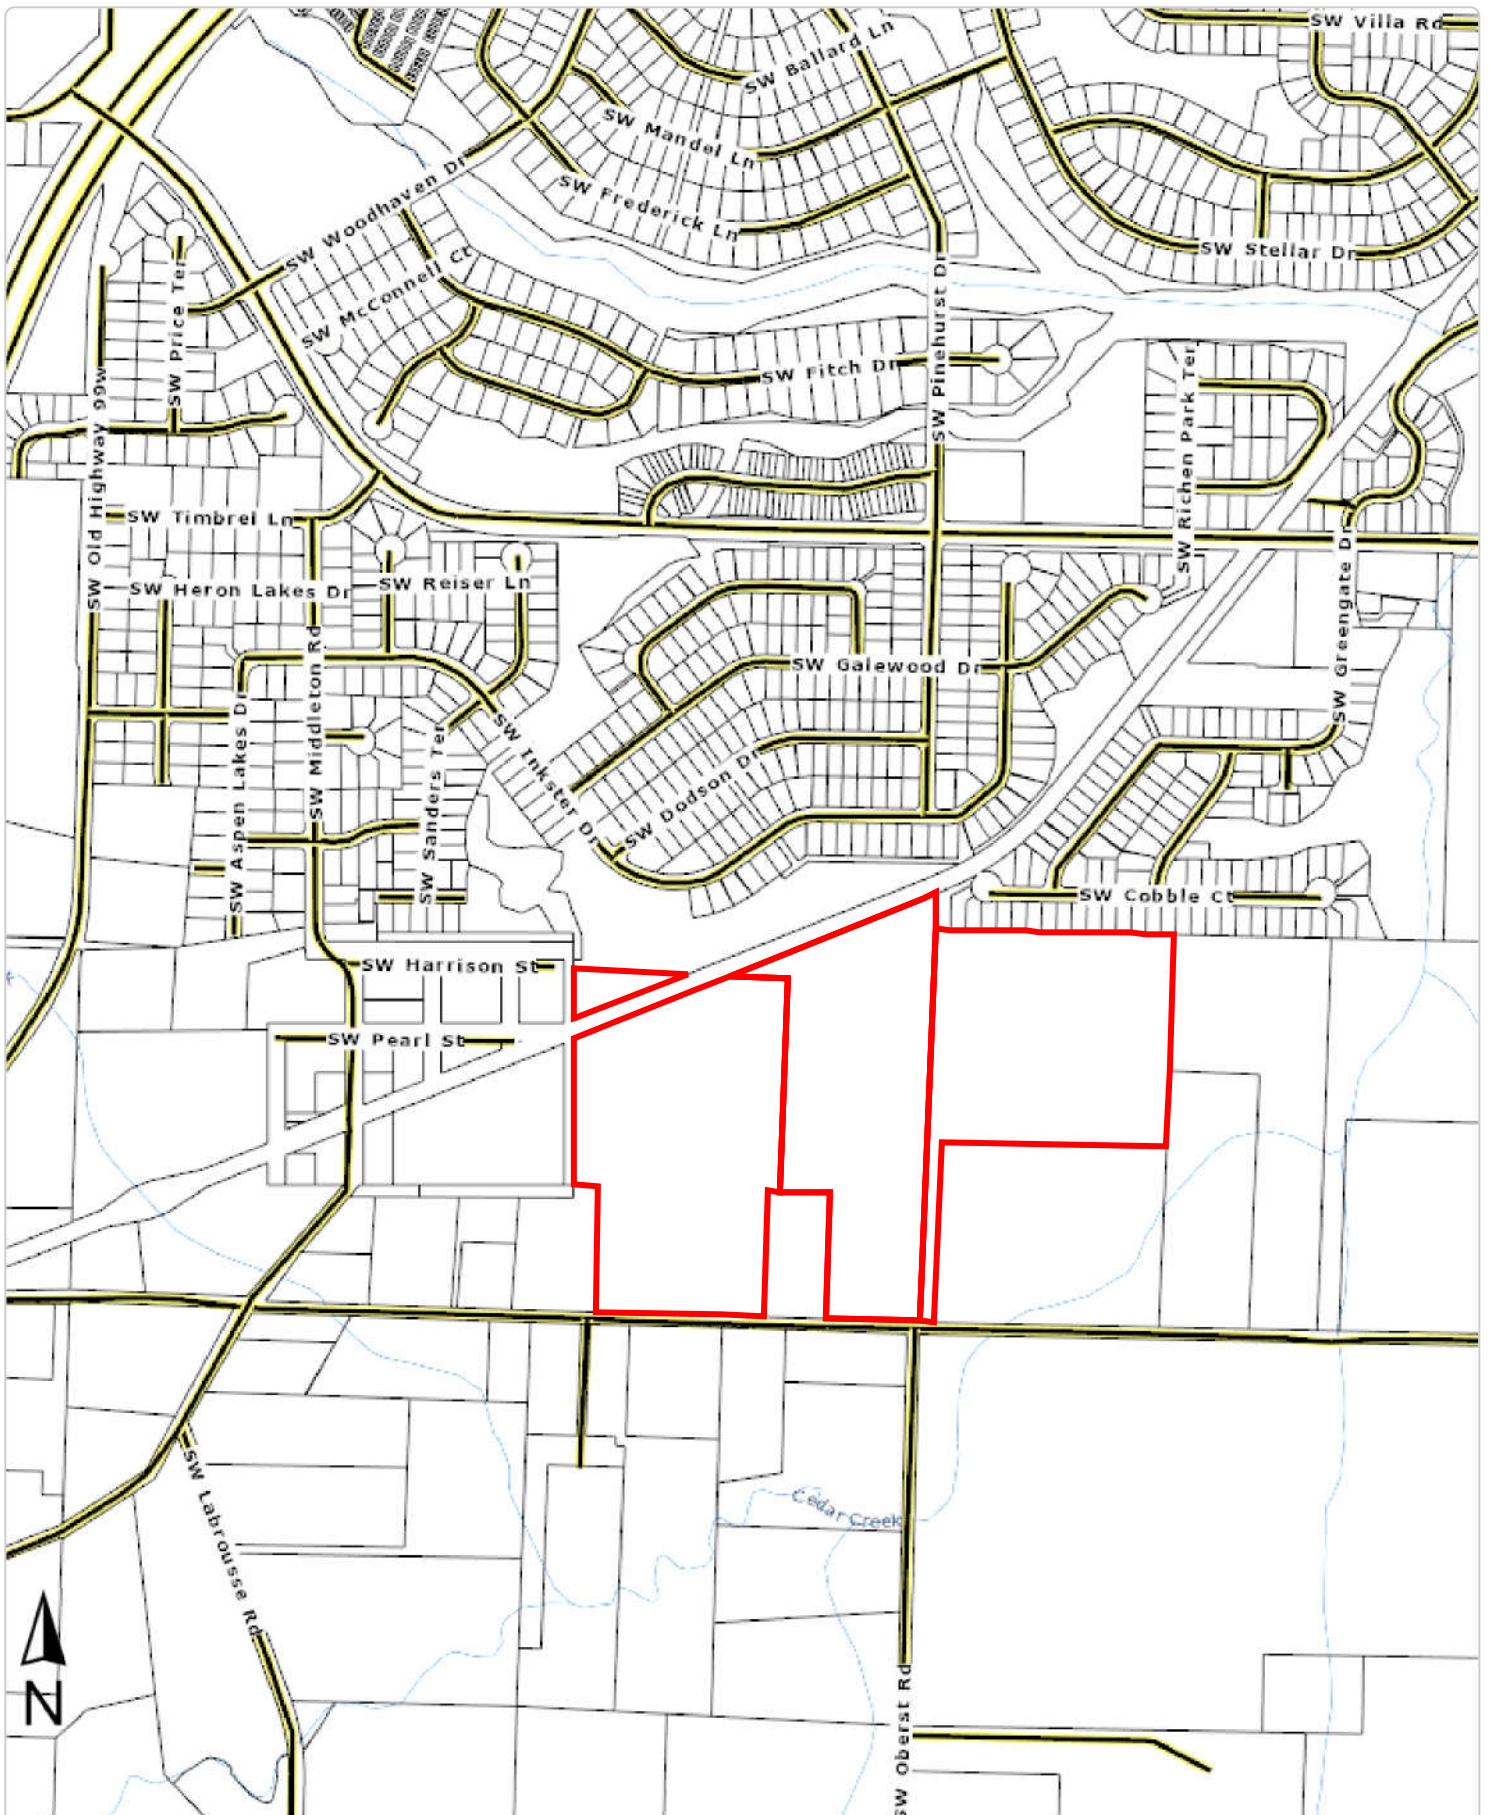 SW Villa Rd
SW Ballard Ln
SW Mandel Ln
SW Woodhaven Dr
SW Frederick Ln
SW Stellar Dr
SW McConnell Ct
SW Price Ter
SW Pinehurst Dr
SW Fitch Dr
SW Richen Park Ter
SW Old Highway 99w
SW Timbrel Ln
SW Heron Lakes Dr
SW Reiser Ln
SW Greengate Dr
SW Galewood Dr
SW Middleton Rd
SW Aspen Lakes Dr
SW Sanders Ter
SW Inkster Dr
SW Dodson Dr
SW Cobble Ct
SW Harrison St
SW Pearl St
Cedar Creek
SW Labrousse Rd
SW Oberst Rd
N